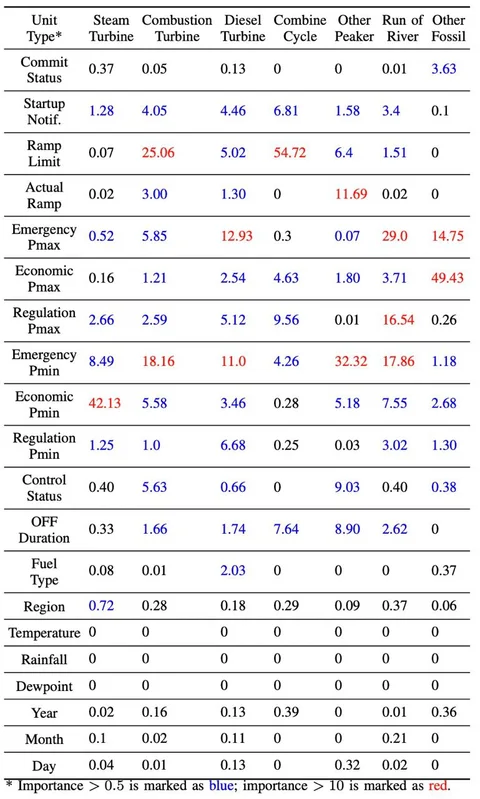 Unit Steam Combustion Diesel Combine Other Run of Other
Type* Turbine Turbine Turbine Cycle Peaker River Fossil
Commit
Status 0.37 0.05 0.13 0 0 0.01 3.63
Startup
Notif. 1.28 4.05 4.46 6.81 1.58 3.4 0.1
Ramp
Limit 0.07 25.06 5.02 54.72 6.4 1.51 0
Actual
Ramp 0.02 3.00 1.30 0 11.69 0.02 0
Emergency
Pmax 0.52 5.85 12.93 0.3 0.07 29.0 14.75
Economic
Pmax 0.16 1.21 2.54 4.63 1.80 3.71 49.43
Regulation
Pmax 2.66 2.59 5.12 9.56 0.01 16.54 0.26
Emergency
Pmin 8.49 18.16 11.0 4.26 32.32 17.86 1.18
Economic
Pmin 42.13 5.58 3.46 0.28 5.18 7.55 2.68
Regulation
Pmin 1.25 1.0 6.68 0.25 0.03 3.02 1.30
Control
Status 0.40 5.63 0.66 0 9.03 0.40 0.38
OFF
Duration 0.33 1.66 1.74 7.64 8.90 2.62 0
Fuel
Type 0.08 0.01 2.03 0 0 0 0.37
Region 0.72 0.28 0.18 0.29 0.09 0.37 0.06
Temperature 0 0 0 0 0 0 0
Rainfall 0 0 0 0 0 0 0
Dewpoint 0 0 0 0 0 0 0
Year 0.02 0.16 0.13 0.39 0 0.01 0.36
Month 0.1 0.02 0.11 0 0 0.21 0
Day 0.04 0.01 0.13 0 0.32 0.02 0
* Importance > 0.5 is marked as blue; importance > 10 is marked as red.